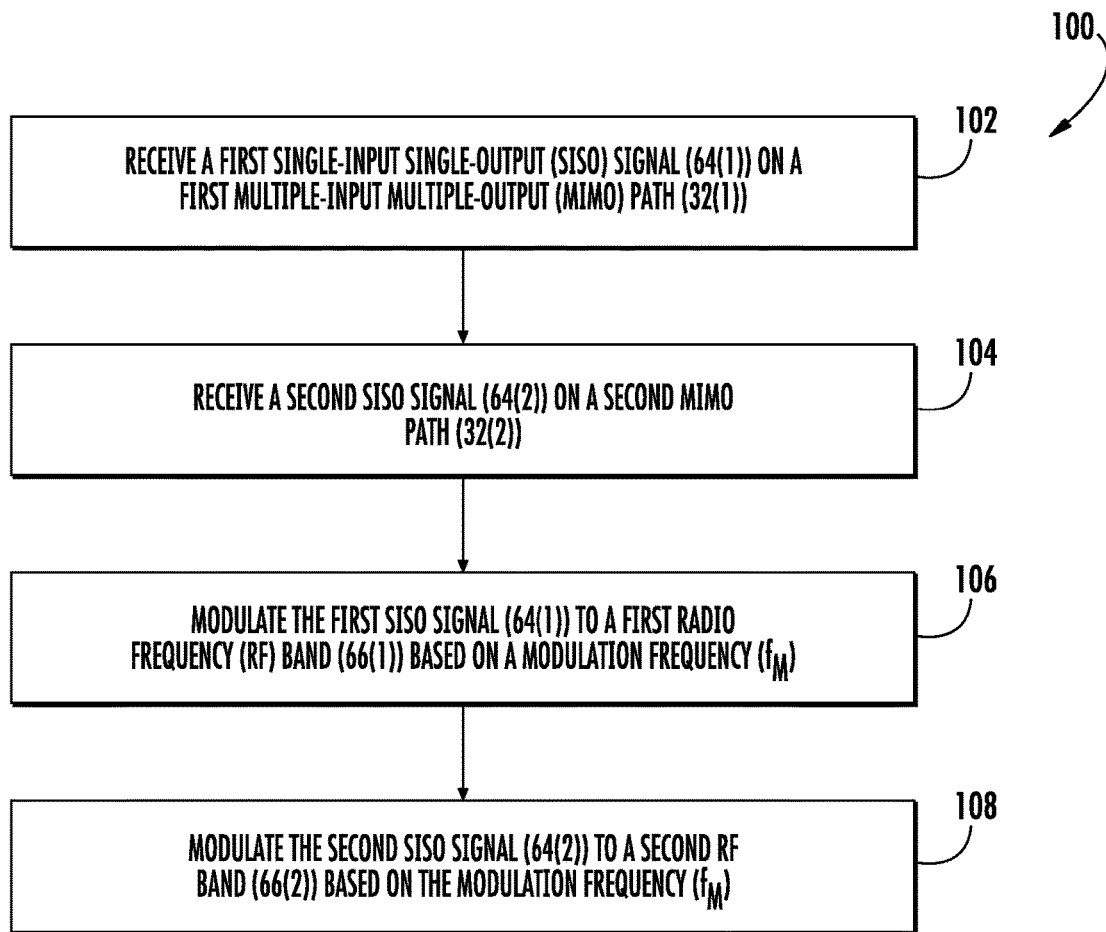 100
102
RECEIVE A FIRST SINGLE-INPUT SINGLE-OUTPUT (SISO) SIGNAL (64(1)) ON A
FIRST MULTIPLE-INPUT MULTIPLE-OUTPUT (MIMO) PATH (32(1))
104
RECEIVE A SECOND SISO SIGNAL (64(2)) ON A SECOND MIMO
PATH (32(2))
106
MODULATE THE FIRST SISO SIGNAL (64(1)) TO A FIRST RADIO
FREQUENCY (RF) BAND (66(1)) BASED ON A MODULATION FREQUENCY (fM)
108
MODULATE THE SECOND SISO SIGNAL (64(2)) TO A SECOND RF
BAND (66(2)) BASED ON THE MODULATION FREQUENCY (fM)